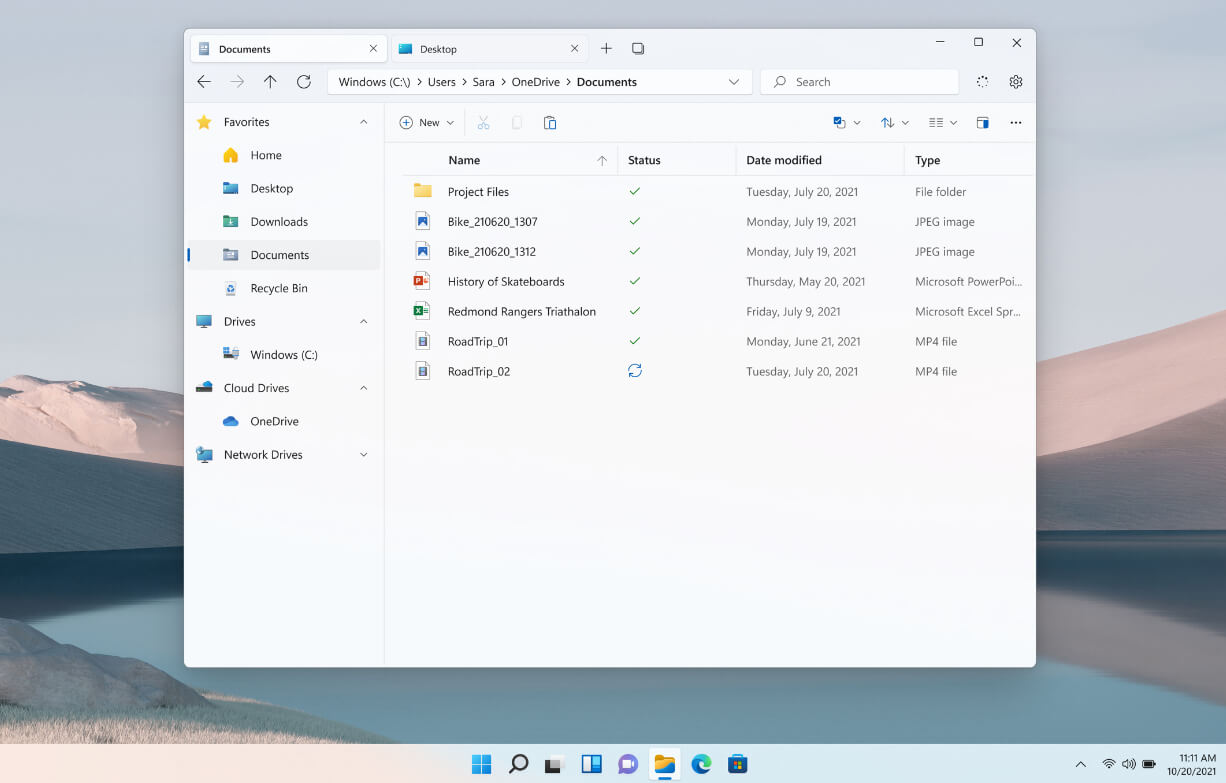 Documents
Desktop
Windows (C:\) > Users > Sara > OneDrive > Documents
Search
Favorites
Home
Desktop
Downloads
Documents
Recycle Bin
Drives
Windows (C:)
Cloud Drives
OneDrive
Network Drives
New
Name Status Date modified Type
Project Files Tuesday, July 20, 2021 File folder
Bike_210620_1307 Monday, July 19, 2021 JPEG image
Bike_210620_1312 Monday, July 19, 2021 JPEG image
History of Skateboards Thursday, May 20, 2021 Microsoft PowerPoi...
Redmond Rangers Triathalon Friday, July 9, 2021 Microsoft Excel Spr...
RoadTrip_01 Monday, June 21, 2021 MP4 file
RoadTrip_02 Tuesday, July 20, 2021 MP4 file
11:11 AM
10/20/2021